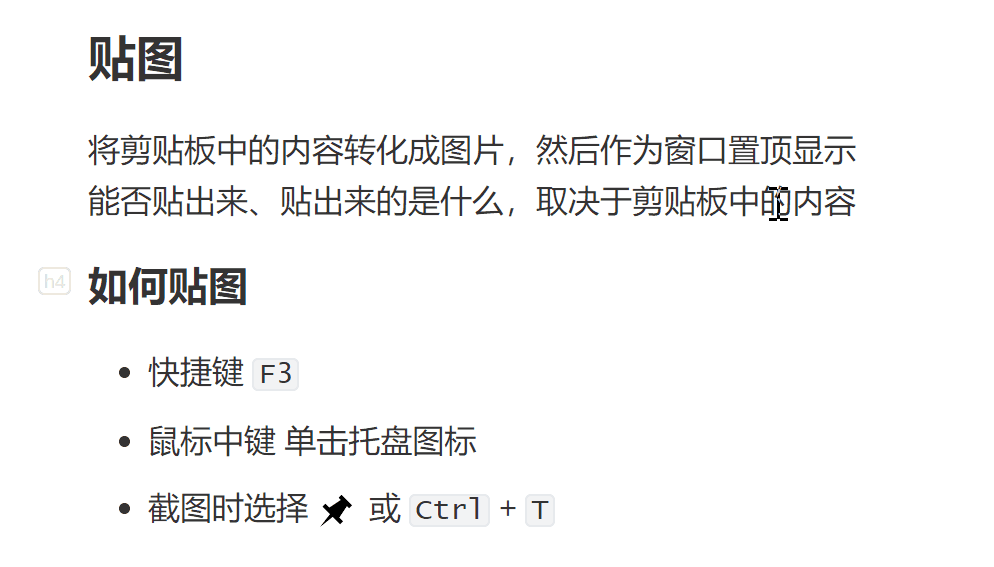 贴图
将剪贴板中的内容转化成图片，然后作为窗口置顶显示
能否贴出来、贴出来的是什么，取决于剪贴板中的内容
h4
如何贴图
快捷键 F3
鼠标中键 单击托盘图标
截图时选择 或 Ctrl + T